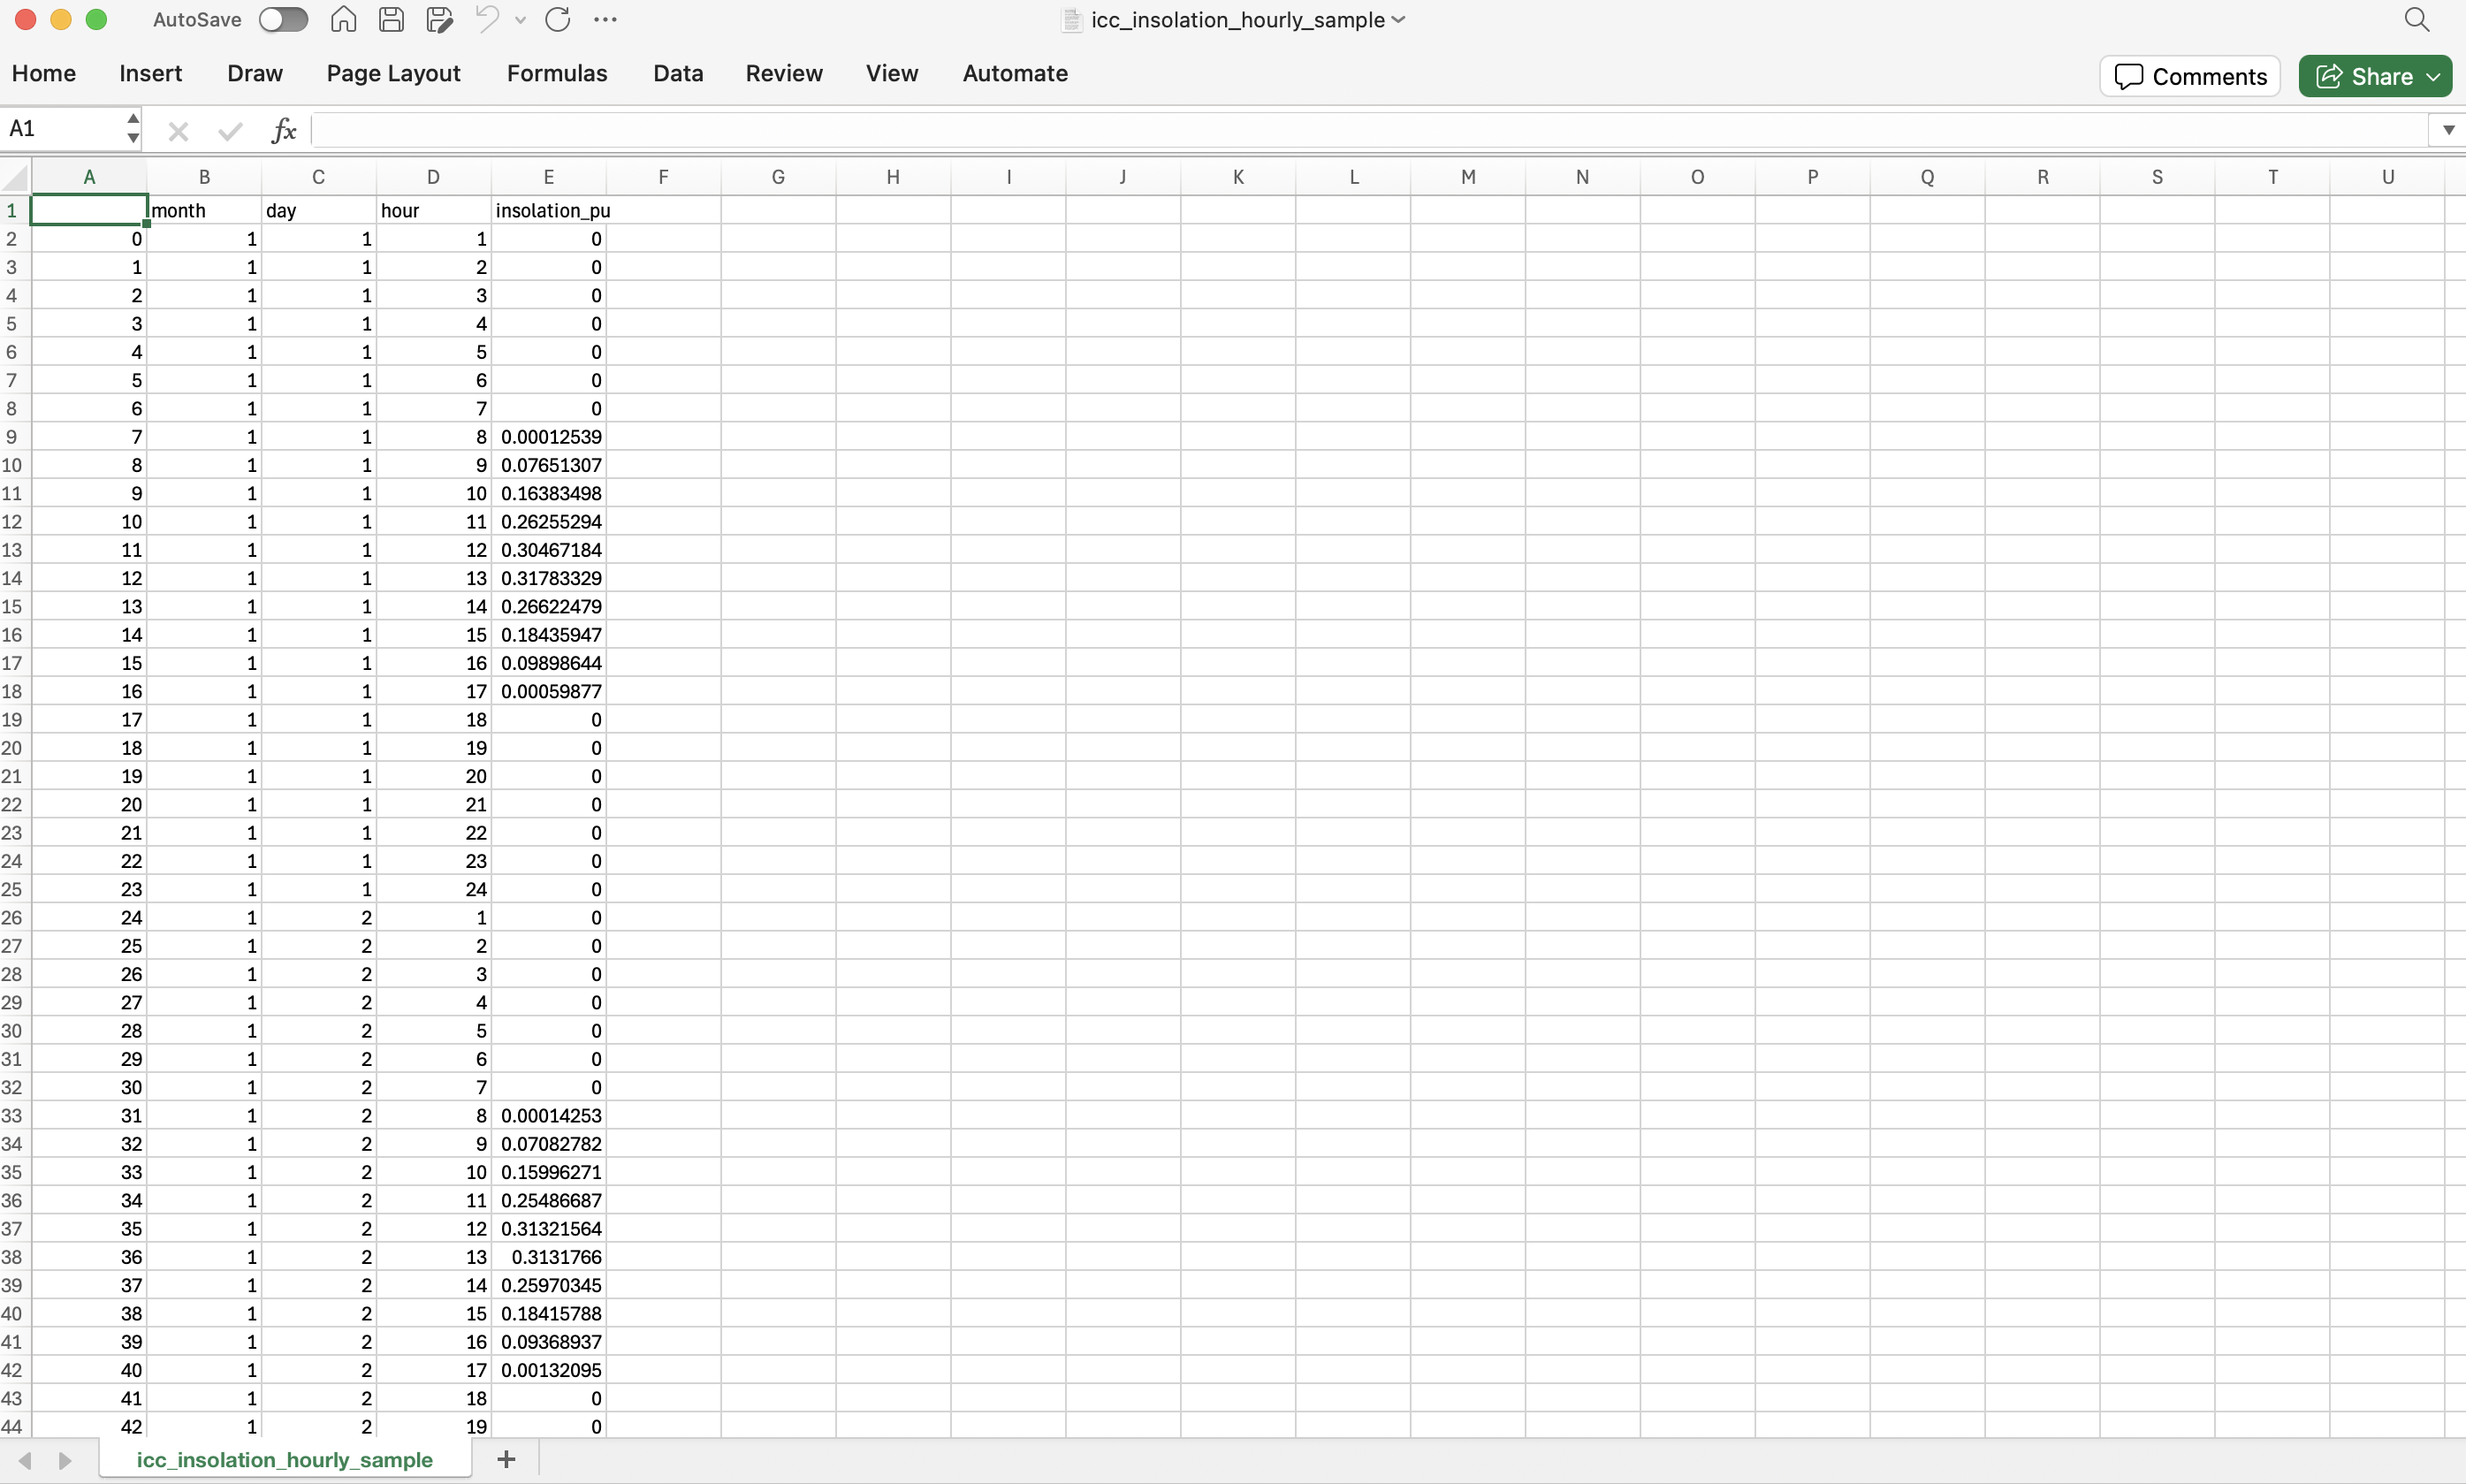 AutoSave icc_insolation_hourly_sample
Home Insert Draw Page Layout Formulas Data Review View Automate Comments Share
A1 fx
A B C D E F G H I J K L M N O P Q R S T U
1 month day hour insolation_pu
2 0 1 1 1 0
3 1 1 1 2 0
4 2 1 1 3 0
5 3 1 1 4 0
6 4 1 1 5 0
7 5 1 1 6 0
8 6 1 1 7 0
9 7 1 1 8 0.00012539
10 8 1 1 9 0.07651307
11 9 1 1 10 0.16383498
12 10 1 1 11 0.26255294
13 11 1 1 12 0.30467184
14 12 1 1 13 0.31783329
15 13 1 1 14 0.26622479
16 14 1 1 15 0.18435947
17 15 1 1 16 0.09898644
18 16 1 1 17 0.00059877
19 17 1 1 18 0
20 18 1 1 19 0
21 19 1 1 20 0
22 20 1 1 21 0
23 21 1 1 22 0
24 22 1 1 23 0
25 23 1 1 24 0
26 24 1 2 1 0
27 25 1 2 2 0
28 26 1 2 3 0
29 27 1 2 4 0
30 28 1 2 5 0
31 29 1 2 6 0
32 30 1 2 7 0
33 31 1 2 8 0.00014253
34 32 1 2 9 0.07082782
35 33 1 2 10 0.15996271
36 34 1 2 11 0.25486687
37 35 1 2 12 0.31321564
38 36 1 2 13 0.3131766
39 37 1 2 14 0.25970345
40 38 1 2 15 0.18415788
41 39 1 2 16 0.09368937
42 40 1 2 17 0.00132095
43 41 1 2 18 0
44 42 1 2 19 0
icc_insolation_hourly_sample